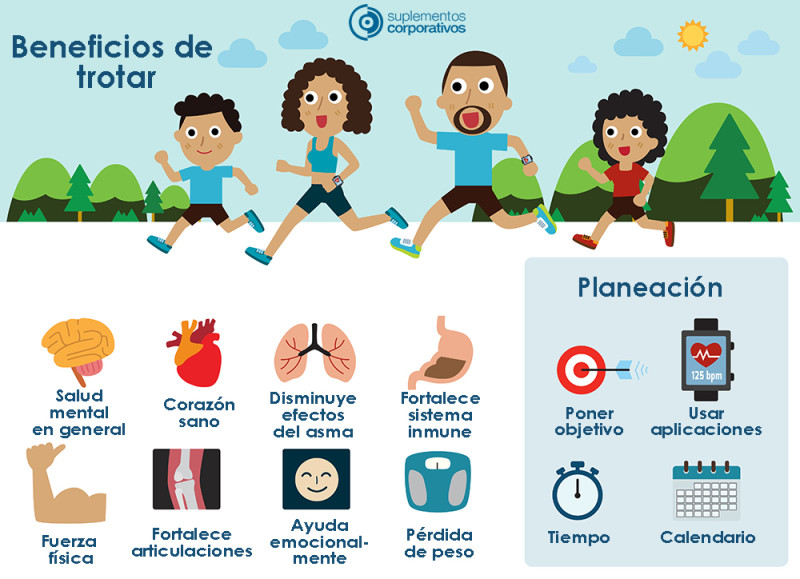 suplementos
corporativos
Beneficios de
trotar
Salud
mental
en general
Corazón
sano
Disminuye
efectos
del asma
Fortalece
sistema
inmune
Fuerza
física
Fortalece
articulaciones
Ayuda
emocional-
mente
Pérdida
de peso
Planeación
125 bpm
Poner
objetivo
Usar
aplicaciones
Tiempo
Calendario